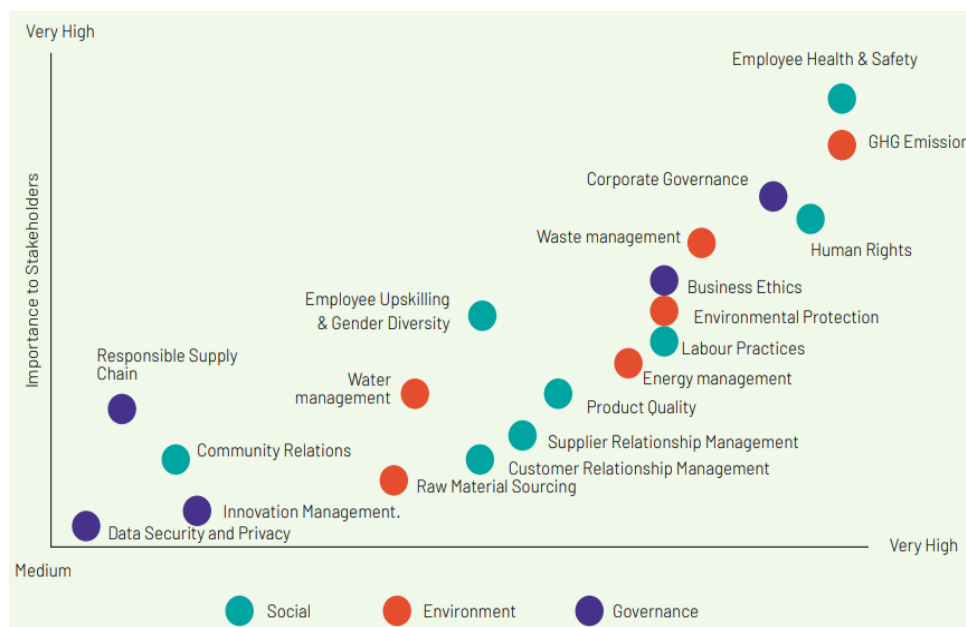 Very High
Employee Health & Safety
GHG Emission
Corporate Governance
Waste management
Human Rights
Importance to Stakeholders
Business Ethics
Employee Upskilling
& Gender Diversity
Environmental Protection
Labour Practices
Responsible Supply
Chain
Water
management
Energy management
Product Quality
Community Relations
Supplier Relationship Management
Customer Relationship Management
Raw Material Sourcing
Innovation Management.
Data Security and Privacy
Very High
Medium
Social
Environment
Governance